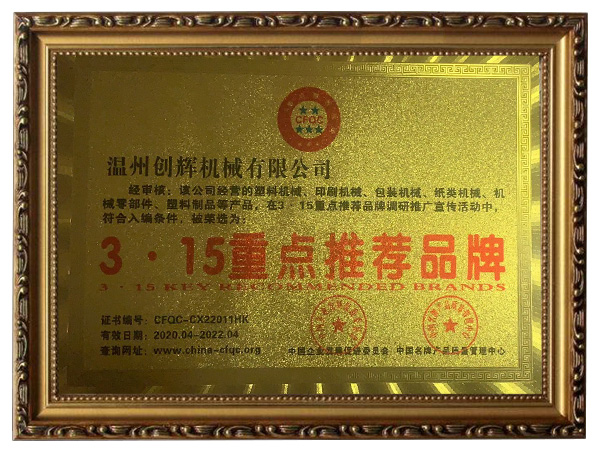 CFQC
温州创辉机械有限公司
经审核：该公司经营的塑料机械、印刷机械、包装机械、纸类机械、机
械零部件、塑料制品等产品，在3·15推荐品牌调研推广宣传活动中，
符合入编条件，被荣选为：
3·15重点推荐品牌
3·15 KEY RECOMMENDED BRANDS
证书编号：CFQC-CX22011HK
有效日期：2020.04-2022.04
查询网址：www.china-cfqc.org
中国企业发展促进委员会 中国名牌产品质量管理中心